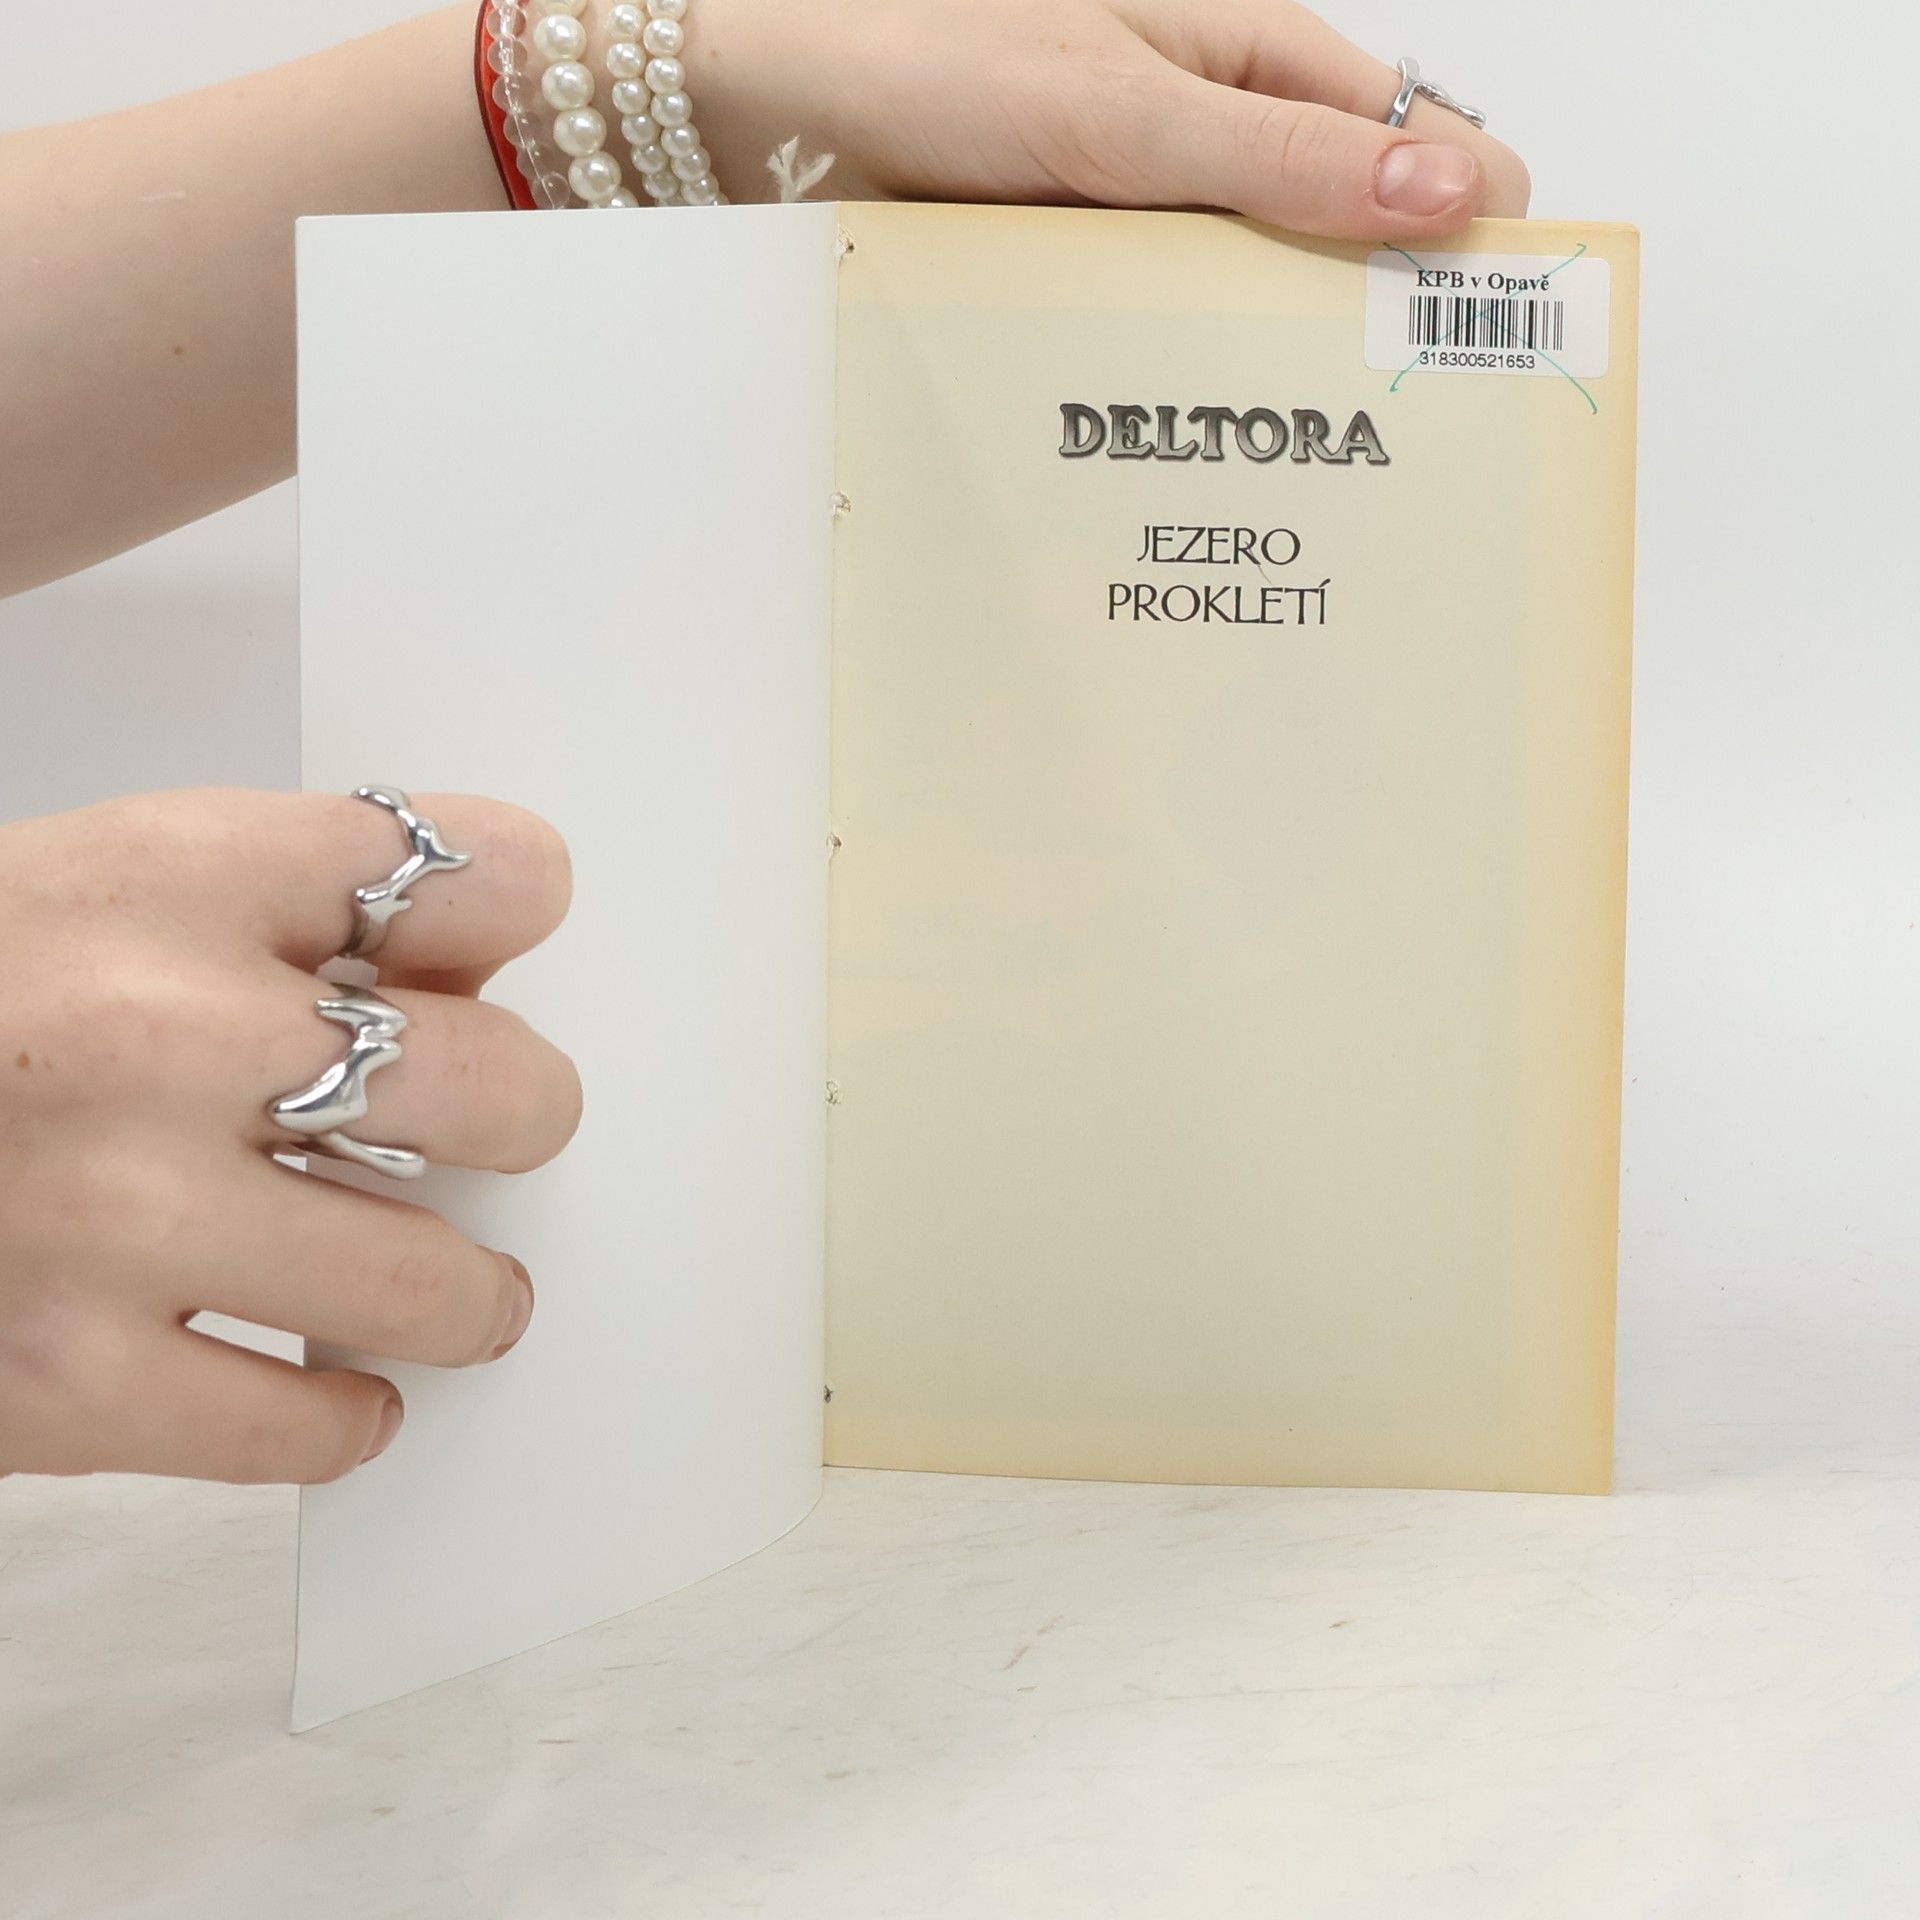 KPB v Opavě
318300521653
DELTORA
JEZERO
PROKLETÍ